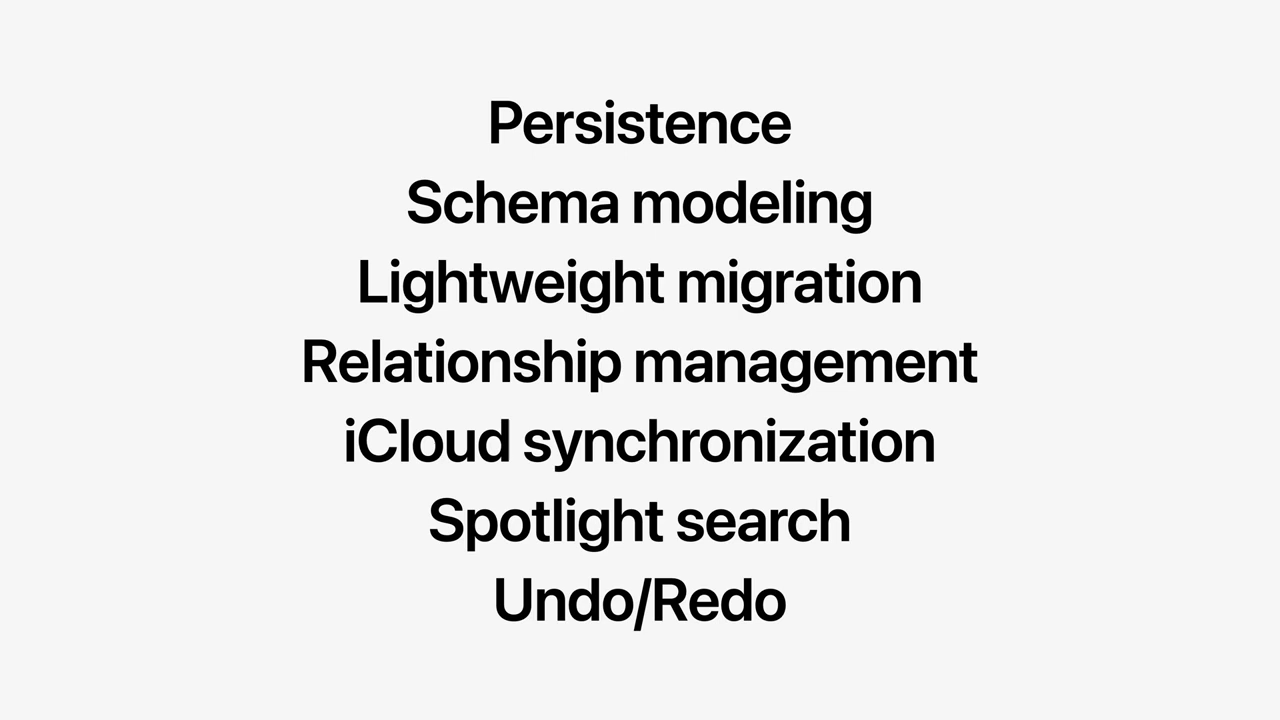 Persistence
Schema modeling
Lightweight migration
Relationship management
iCloud synchronization
Spotlight search
Undo/Redo